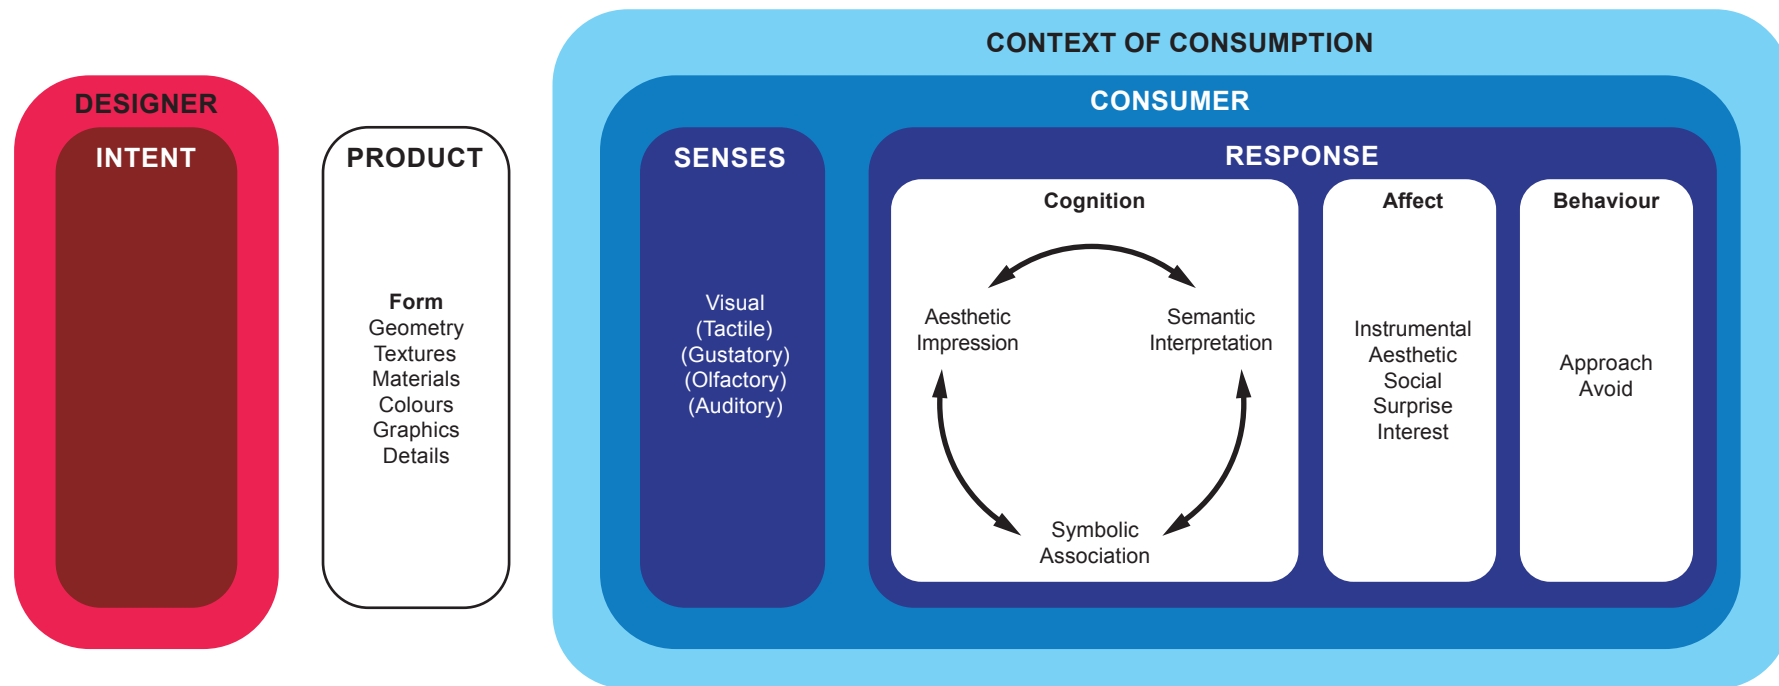 CONTEXT OF CONSUMPTION
DESIGNER
INTENT
PRODUCT
Form
Geometry
Textures
Materials
Colours
Graphics
Details
CONSUMER
SENSES
Visual
(Tactile)
(Gustatory)
(Olfactory)
(Auditory)
RESPONSE
Cognition
Aesthetic
Impression
Semantic
Interpretation
Symbolic
Association
Affect
Instrumental
Aesthetic
Social
Surprise
Interest
Behaviour
Approach
Avoid